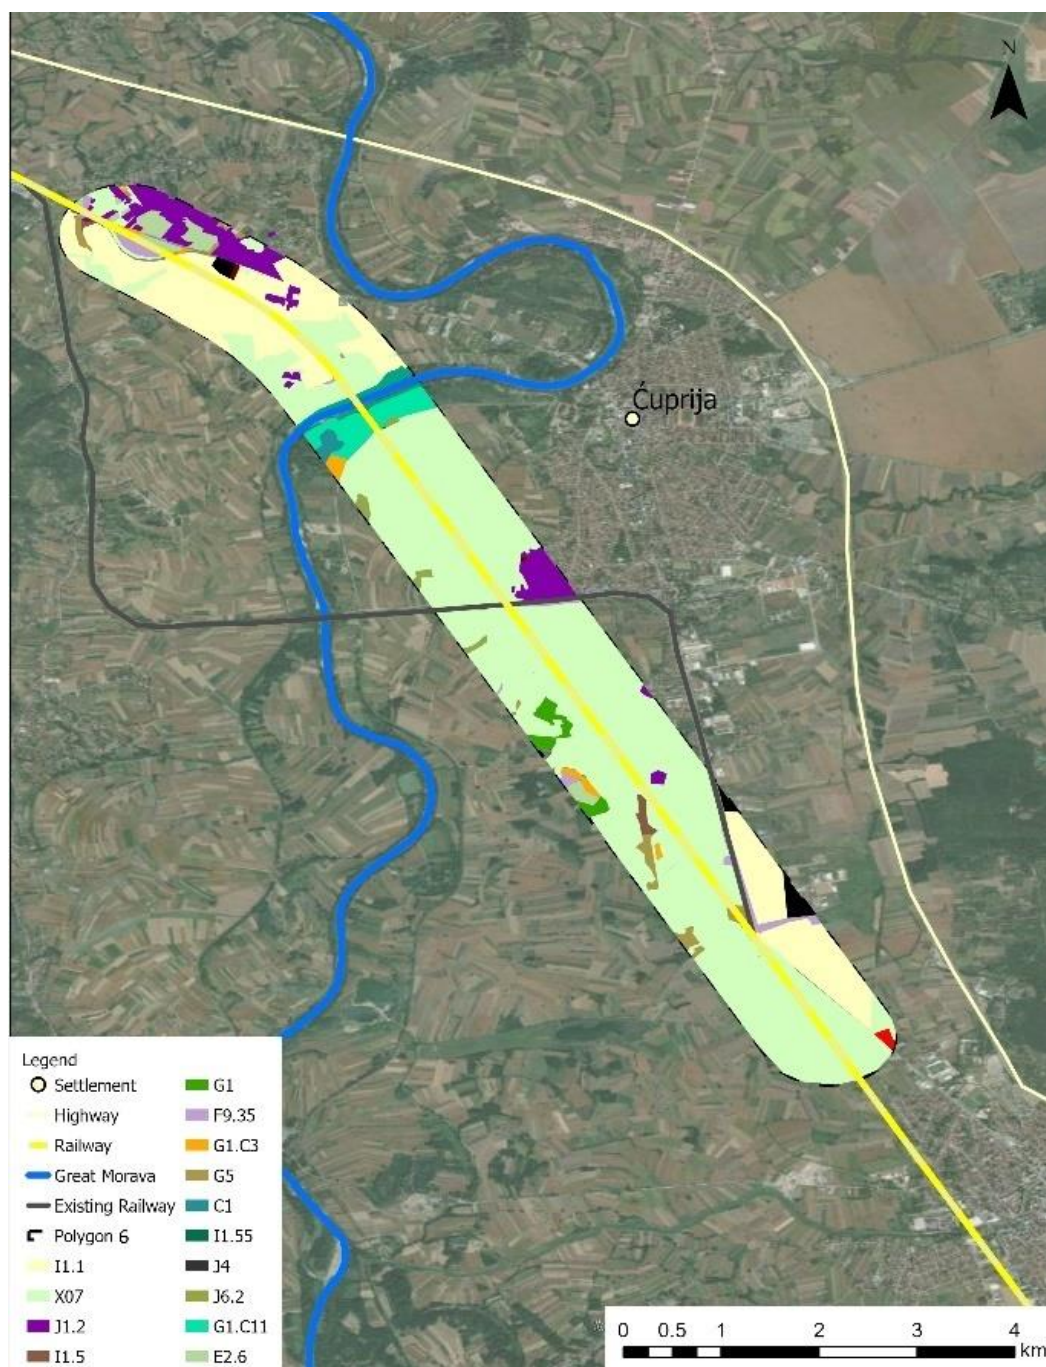 N
Ćuprija
Legend
Settlement
Highway
Railway
Great Morava
Existing Railway
Polygon 6
I1.1
X07
J1.2
I1.5
G1
F9.35
G1.C3
G5
C1
I1.55
J4
J6.2
G1.C11
E2.6
0 0.5 1 2 3 4
km